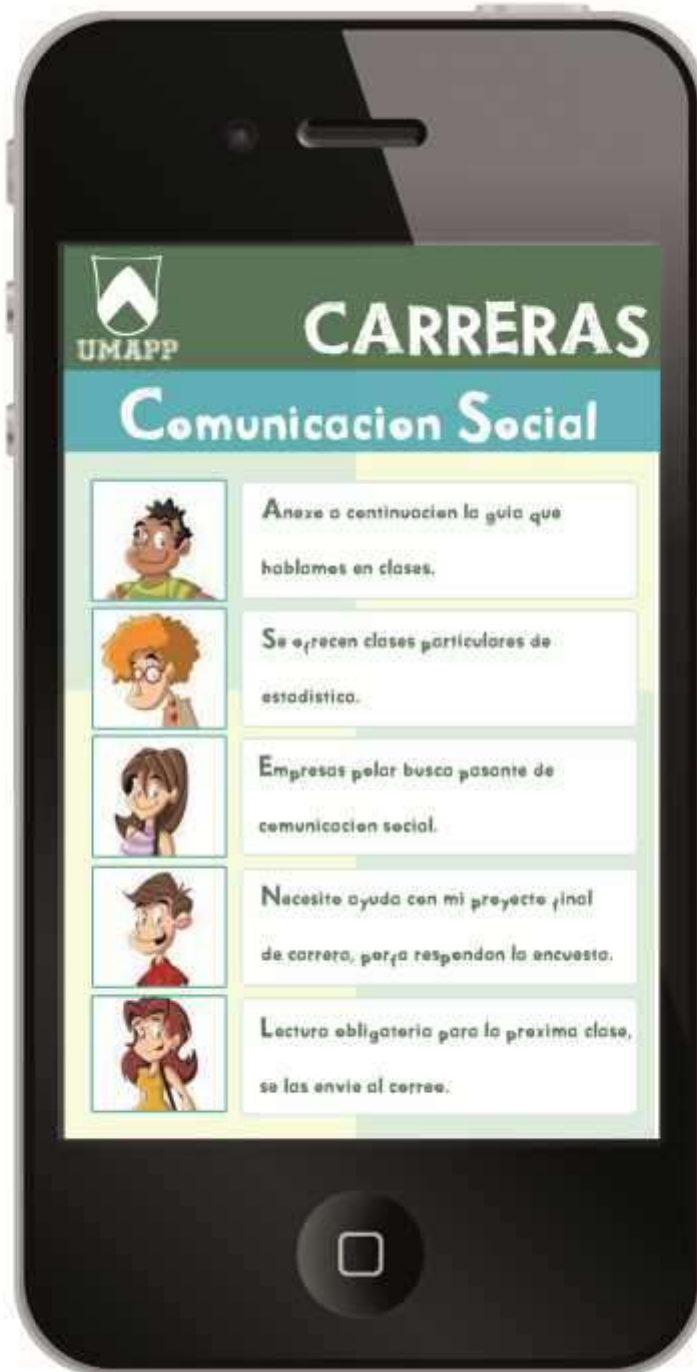 UMAPP
CARRERAS
Comunicacion Social
Anexo a continuacion la guia que
hablamos en clases.
Se ofrecen clases particulares de
estadistica.
Empresas polar busca pasante de
comunicacion social.
Necesito ayuda con mi proyecto final
de carrera, porfa respondan la encuesta.
Lectura obligatoria para la proxima clase,
se las envie al correo.